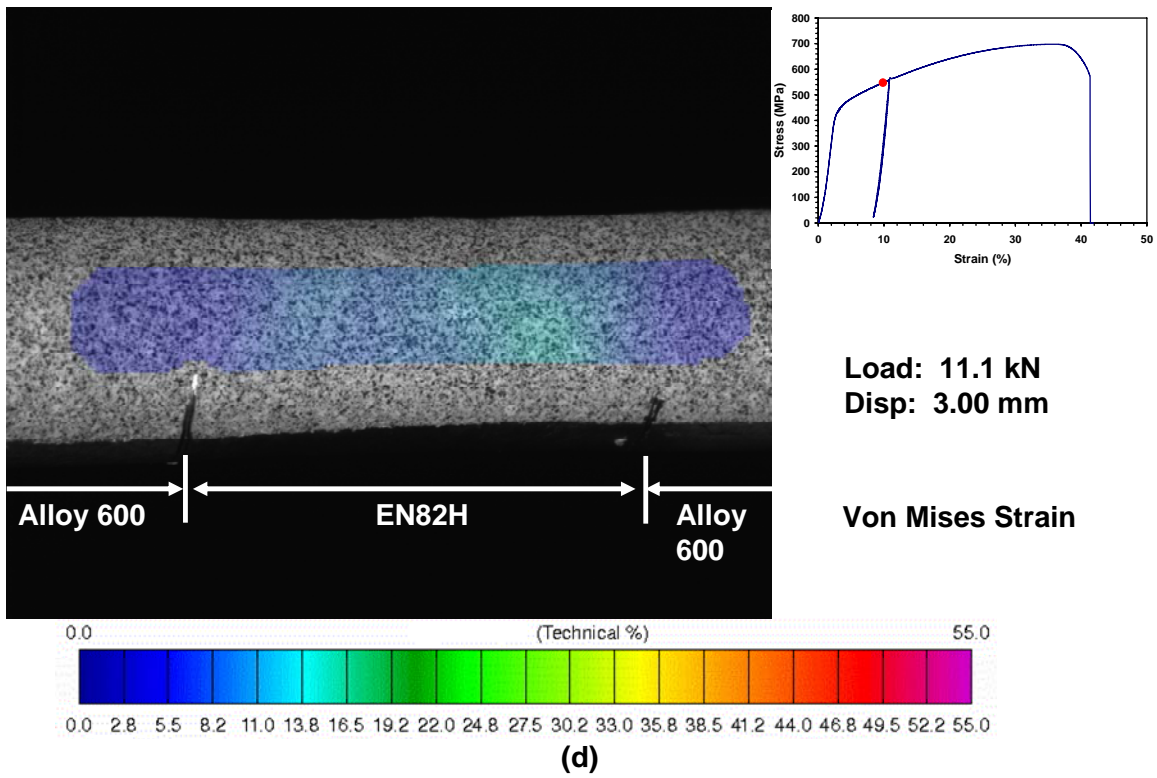 800
700
600
500
400
300
200
100
0
Stress (MPa)
0 10 20 30 40 50
Strain (%)
Load: 11.1 kN
Disp: 3.00 mm
Alloy 600
EN82H
Alloy
600
Von Mises Strain
0.0 (Technical %) 55.0
0.0 2.8 5.5 8.2 11.0 13.8 16.5 19.2 22.0 24.8 27.5 30.2 33.0 35.8 38.5 41.2 44.0 46.8 49.5 52.2 55.0
(d)